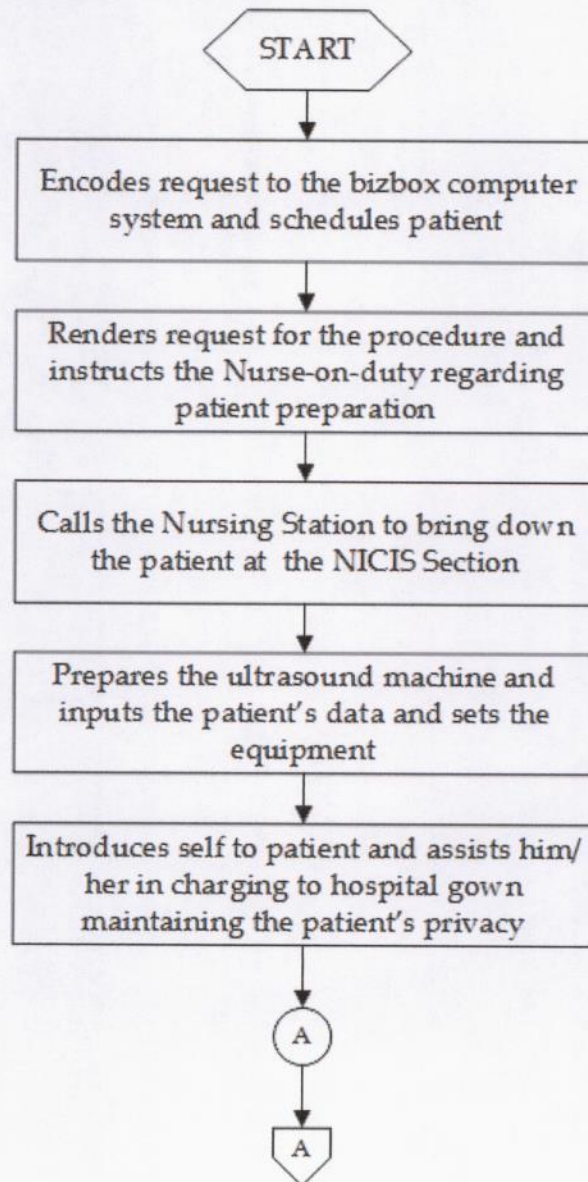 START
Encodes request to the bizbox computer
system and schedules patient
Renders request for the procedure and
instructs the Nurse-on-duty regarding
patient preparation
Calls the Nursing Station to bring down
the patient at the NICIS Section
Prepares the ultrasound machine and
inputs the patient's data and sets the
equipment
Introduces self to patient and assists him/
her in charging to hospital gown
maintaining the patient's privacy
A
A